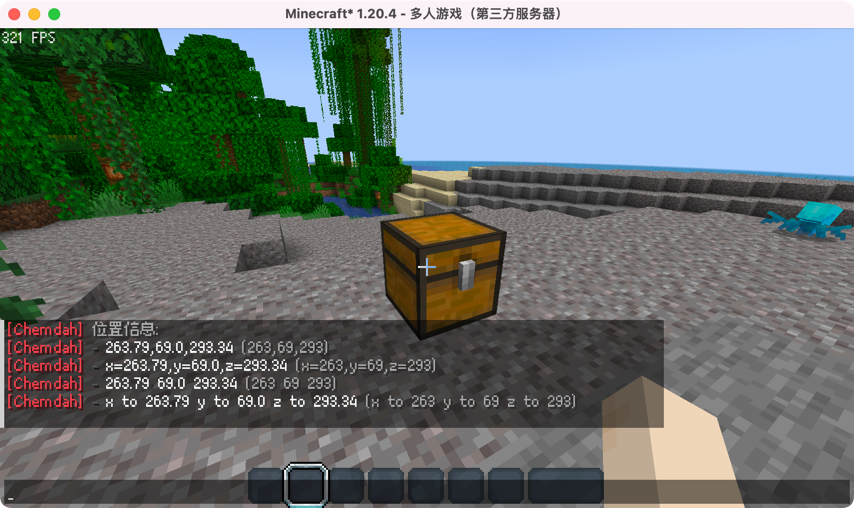 Minecraft* 1.20.4 - 多人游戏（第三方服务器）
321 FPS
[Chemdah] 位置信息:
[Chemdah] - 263.79,69.0,293.34 (263,69,293)
[Chemdah] - x=263.79,y=69.0,z=293.34 (x=263,y=69,z=293)
[Chemdah] - 263.79 69.0 293.34 (263 69 293)
[Chemdah] - x to 263.79 y to 69.0 z to 293.34 (x to 263 y to 69 z to 293)
_